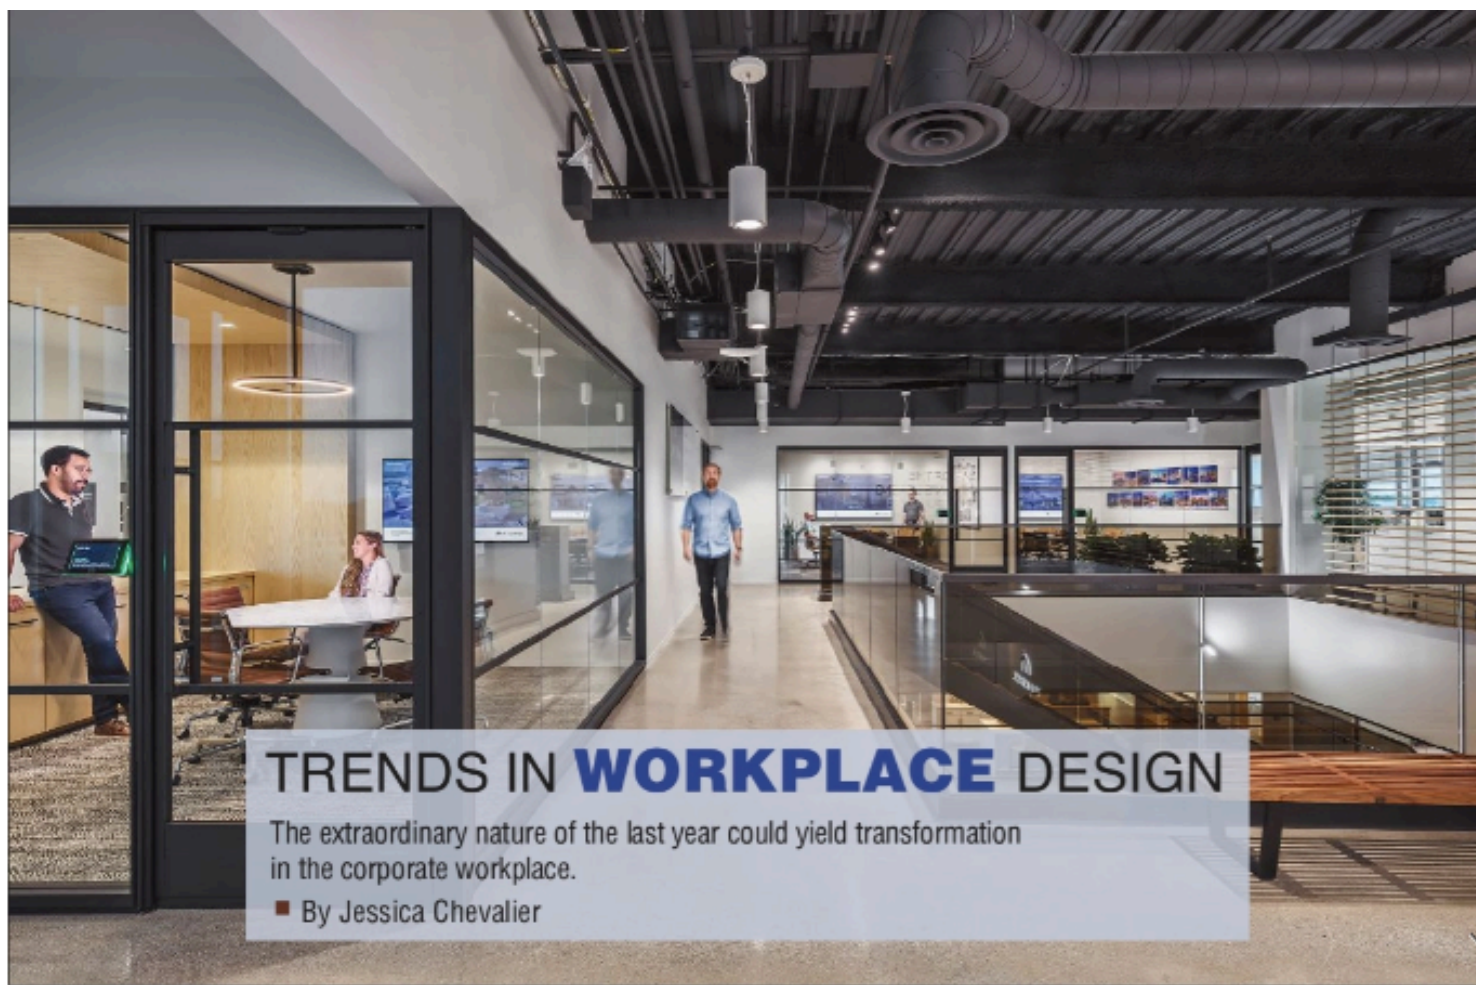 TRENDS IN WORKPLACE DESIGN
The extraordinary nature of the last year could yield transformation
in the corporate workplace.
■ By Jessica Chevalier